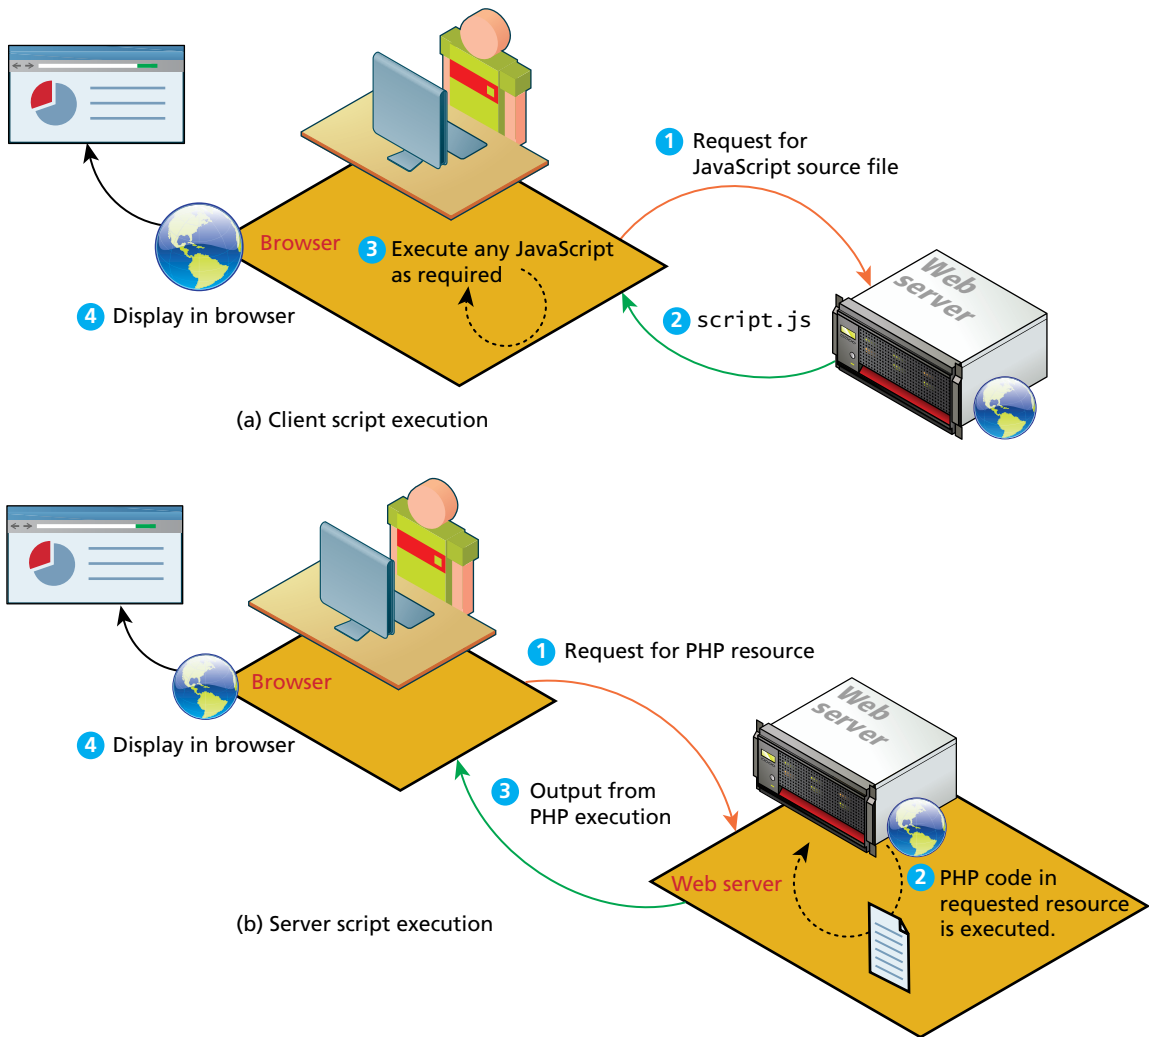 1 Request for
JavaScript source file
Browser
3 Execute any JavaScript
as required
Web
server
2 script.js
4 Display in browser
(a) Client script execution
1 Request for PHP resource
Browser
Web
server
4 Display in browser
3 Output from
PHP execution
Web server
2 PHP code in
requested resource
is executed.
(b) Server script execution